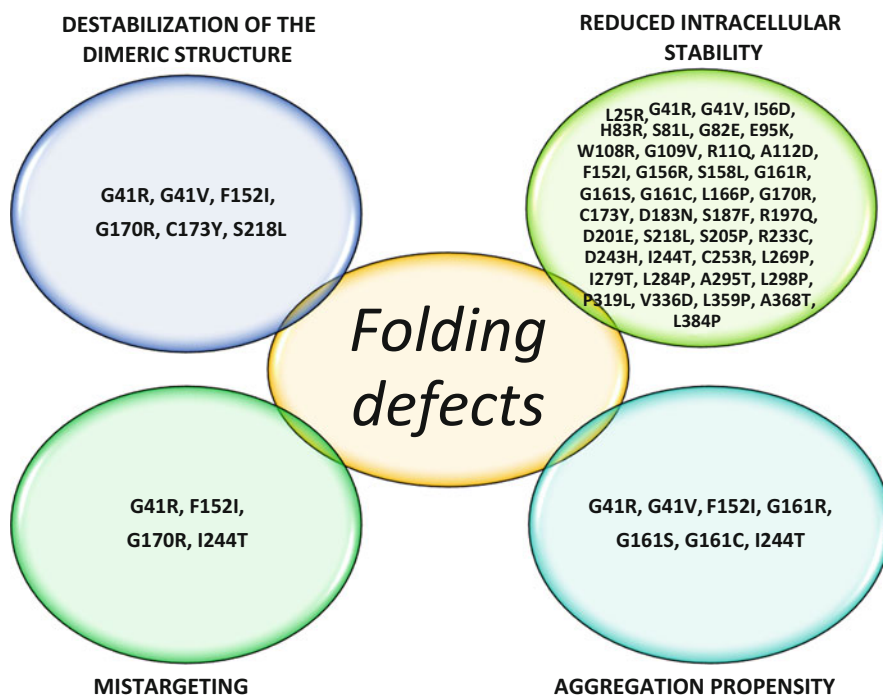 DESTABILIZATION OF THE
DIMERIC STRUCTURE
G41R, G41V, F152I,
G170R, C173Y, S218L
REDUCED INTRACELLULAR
STABILITY
L25R, G41R, G41V, I56D,
H83R, S81L, G82E, E95K,
W108R, G109V, R11Q, A112D,
F152I, G156R, S158L, G161R,
G161S, G161C, L166P, G170R,
C173Y, D183N, S187F, R197Q,
D201E, S218L, S205P, R233C,
D243H, I244T, C253R, L269P,
I279T, L284P, A295T, L298P,
P319L, V336D, L359P, A368T,
L384P
Folding
defects
G41R, F152I,
G170R, I244T
MISTARGETING
G41R, G41V, F152I, G161R,
G161S, G161C, I244T
AGGREGATION PROPENSITY